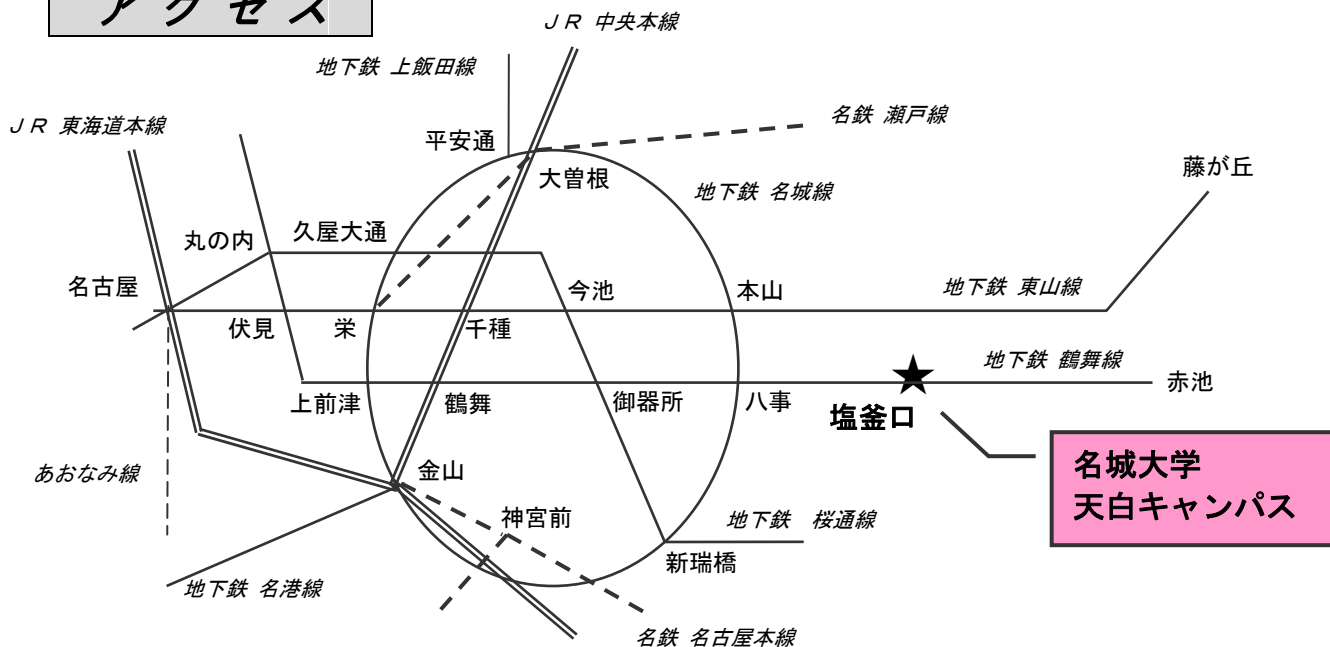 アクセス
ＪＲ 中央本線
地下鉄 上飯田線
ＪＲ 東海道本線
名鉄 瀬戸線
平安通
大曽根
地下鉄 名城線
藤が丘
丸の内
久屋大通
名古屋
今池
本山
地下鉄 東山線
伏見
栄
千種
地下鉄 鶴舞線
赤池
上前津
鶴舞
御器所
八事
塩釜口
名城大学
天白キャンパス
あおなみ線
金山
神宮前
地下鉄　桜通線
新瑞橋
地下鉄 名港線
名鉄 名古屋本線